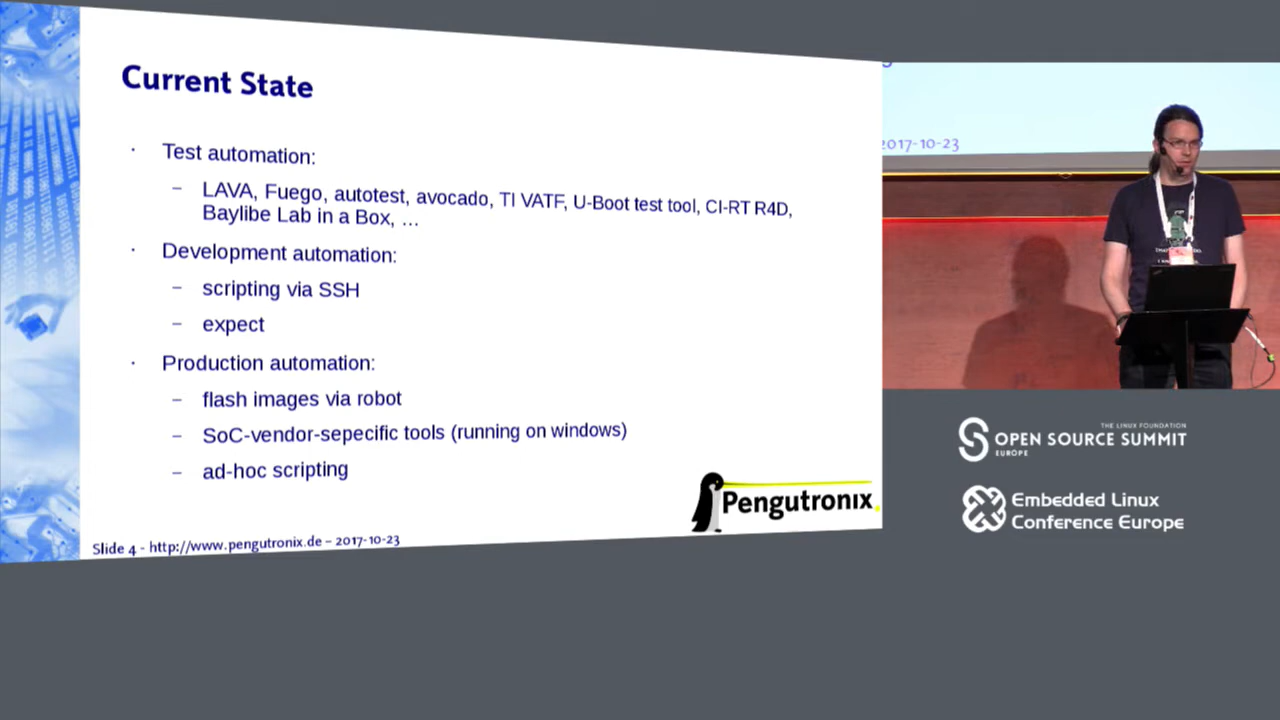 Current State
· Test automation:
– LAVA, Fuego, autotest, avocado, TI VATF, U-Boot test tool, CI-RT R4D,
Baylibe Lab in a Box, …
· Development automation:
– scripting via SSH
– expect
· Production automation:
– flash images via robot
– SoC-vendor-sepecific tools (running on windows)
– ad-hoc scripting
Pengutronix
Slide 4 - http://www.pengutronix.de – 2017-10-23
2017-10-23
THE LINUX FOUNDATION
OPEN SOURCE SUMMIT
EUROPE
Embedded Linux
Conference Europe